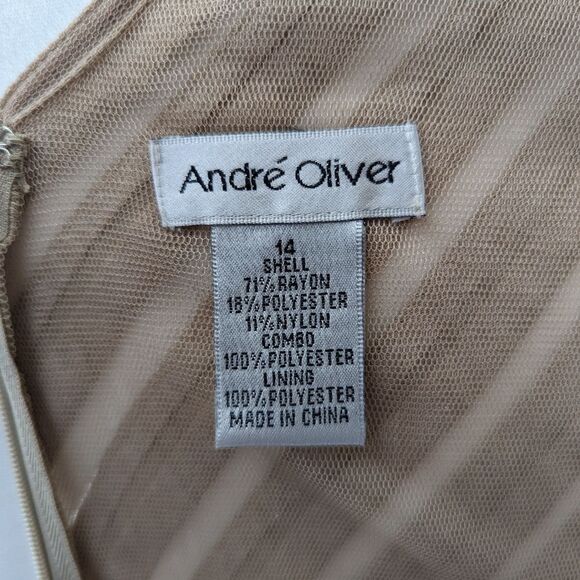 André Oliver
14
SHELL
71% RAYON
18% POLYESTER
11% NYLON
COMBO
100% POLYESTER
LINING
100% POLYESTER
MADE IN CHINA